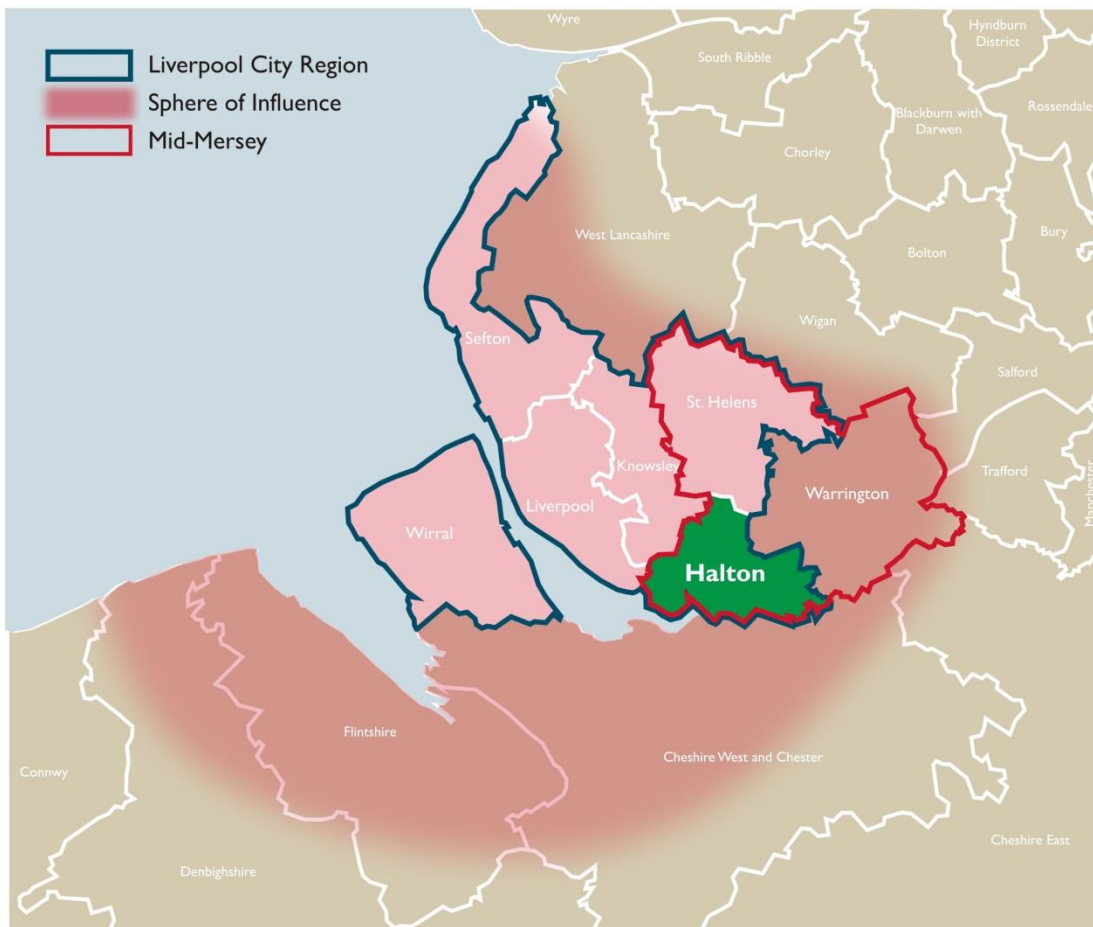 Wyre
Hyndburn
District
South Ribble
Liverpool City Region
Sphere of Influence
Mid-Mersey
Blackburn with
Darwen
Rossendale
Chorley
West Lancashire
Bury
Bolton
Wigan
Sefton
Salford
St. Helens
Trafford
Manchester
Knowsley
Warrington
Liverpool
Wirral
Halton
Flintshire
Cheshire West and Chester
Connwy
Cheshire East
Denbighshire